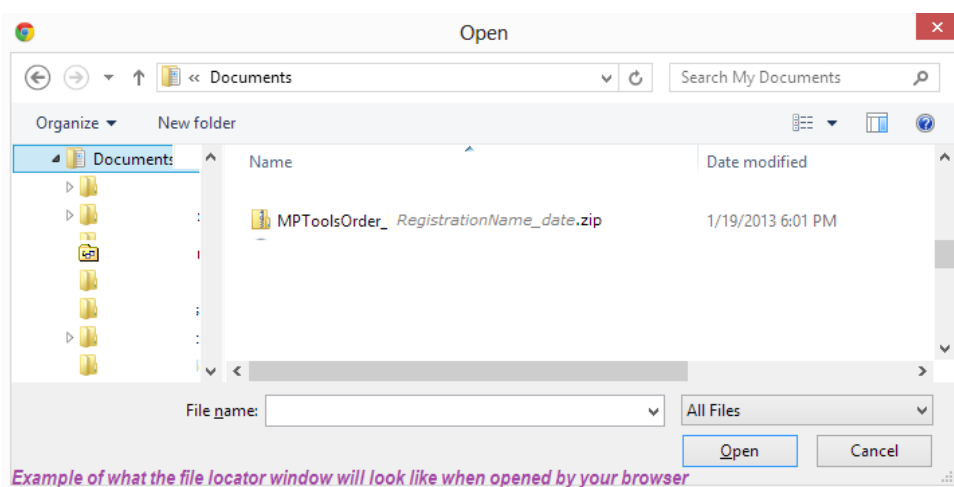 Open
« Documents
Search My Documents
Organize
New folder
Documents
Name
Date modified
MPToolsOrder_ RegistrationName_date.zip
1/19/2013 6:01 PM
File name:
All Files
Open
Cancel
Example of what the file locator window will look like when opened by your browser